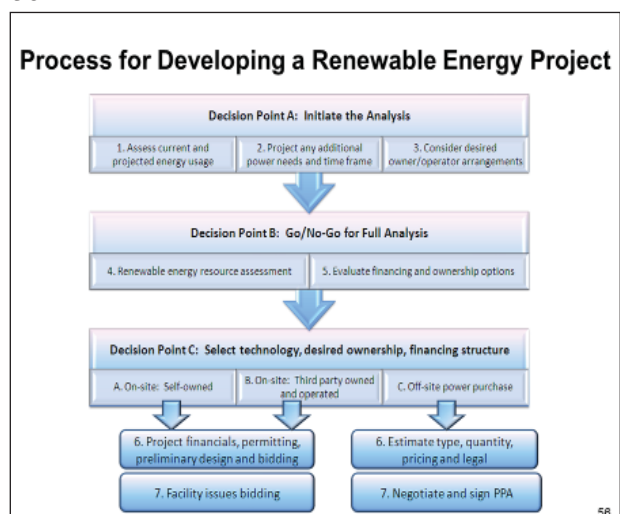 Process for Developing a Renewable Energy Project
Decision Point A: Initiate the Analysis
1. Assess current and
projected energy usage
2. Project any additional
power needs and time frame
3. Consider desired
owner/operator arrangements
Decision Point B: Go/No-Go for Full Analysis
4. Renewable energy resource assessment
5. Evaluate financing and ownership options
Decision Point C: Select technology, desired ownership, financing structure
A. On-site: Self-owned
B. On-site: Third party owned
and operated
C. Off-site power purchase
6. Project financials, permitting,
preliminary design and bidding
6. Estimate type, quantity,
pricing and legal
7. Facility issues bidding
7. Negotiate and sign PPA